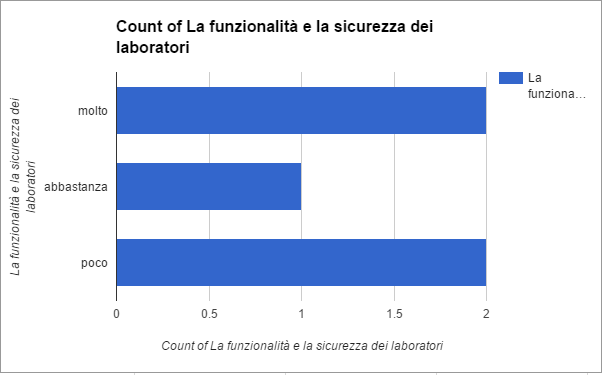 Count of La funzionalità e la sicurezza dei
laboratori
La
funziona…
La funzionalità e la sicurezza dei
laboratori
molto
abbastanza
poco
0
0.5
1
1.5
2
Count of La funzionalità e la sicurezza dei laboratori